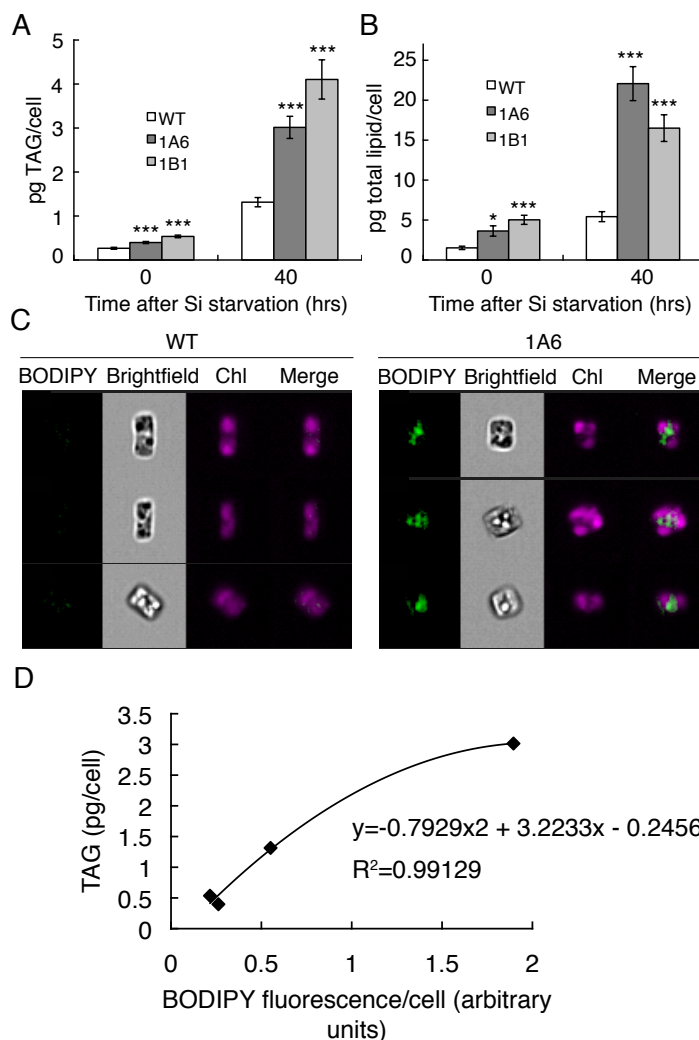 A
B
5
4
3
2
1
0
pg TAG/cell
WT
1A6
1B1
*** ***
***
***
0
40
Time after Si starvation (hrs)
25
20
15
10
5
0
pg total lipid/cell
WT
1A6
1B1
* ***
***
***
0
40
Time after Si starvation (hrs)
C
WT
BODIPY Brightfield Chl Merge
1A6
BODIPY Brightfield Chl Merge
D
3.5
3
2.5
2
1.5
1
0.5
0
TAG (pg/cell)
y=-0.7929x2 + 3.2233x - 0.2456
R²=0.99129
0 0.5 1 1.5 2
BODIPY fluorescence/cell (arbitrary
units)